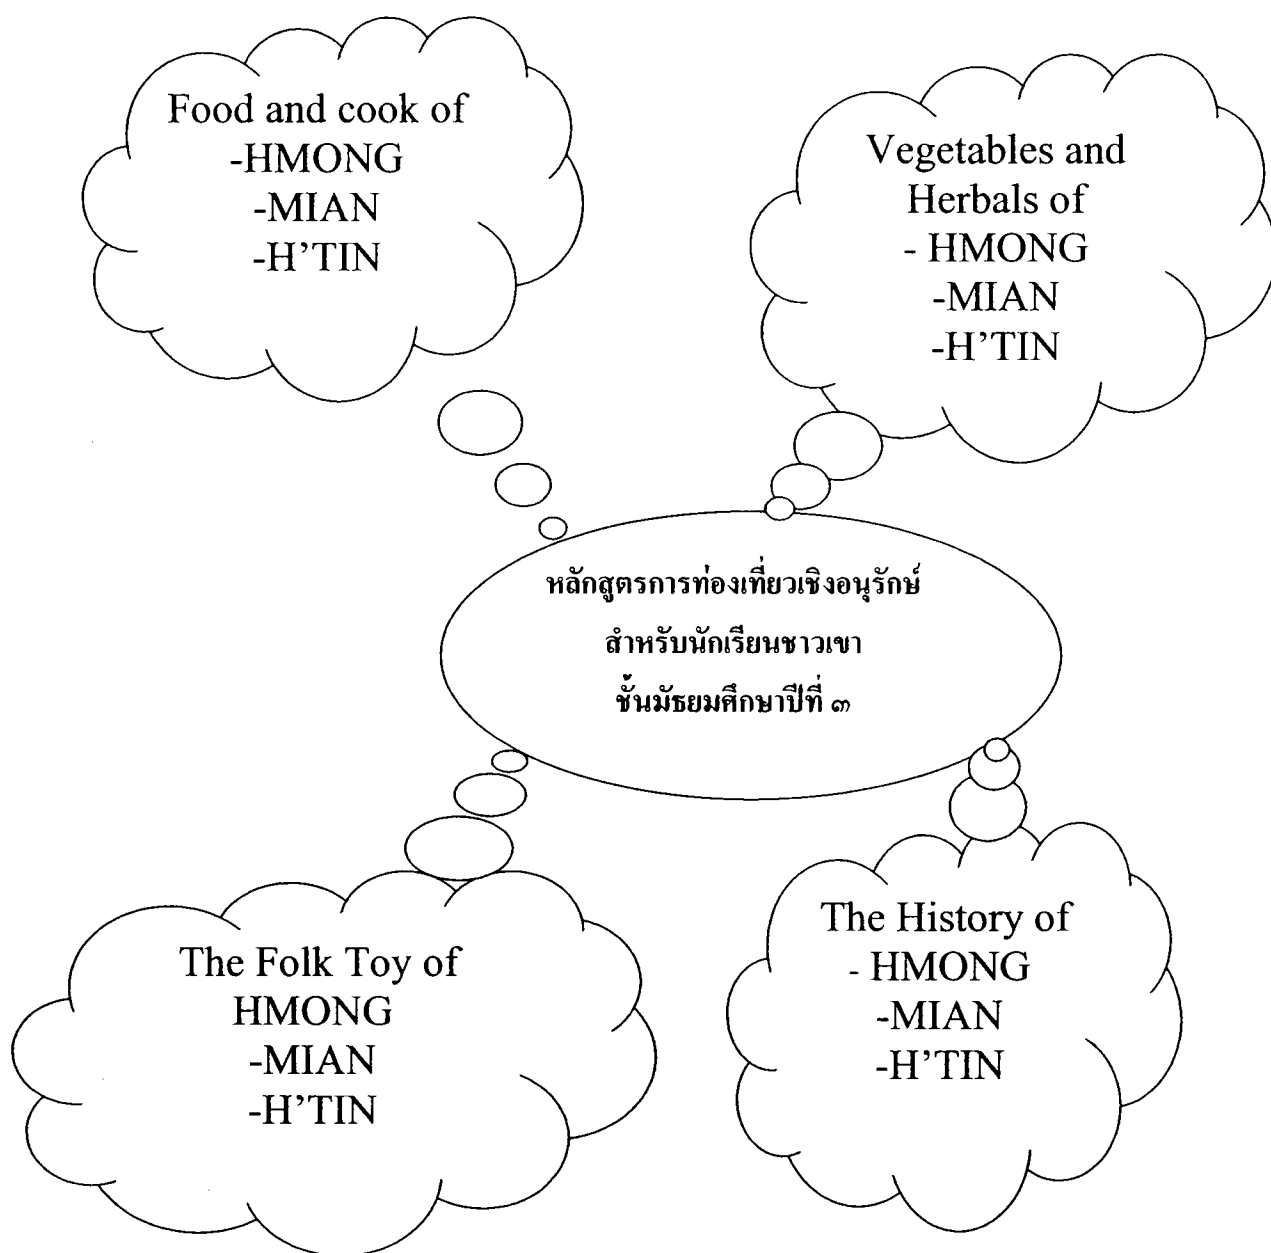 Food and cook of
-HMONG
-MIAN
-H'TIN
Vegetables and
Herbals of
- HMONG
-MIAN
-H'TIN
หลักสูตรการท่องเที่ยวเชิงอนุรักษ์
สำหรับนักเรียนชาวเขา
ชั้นมัธยมศึกษาปีที่ ๓
The Folk Toy of
HMONG
-MIAN
-H'TIN
The History of
- HMONG
-MIAN
-H'TIN